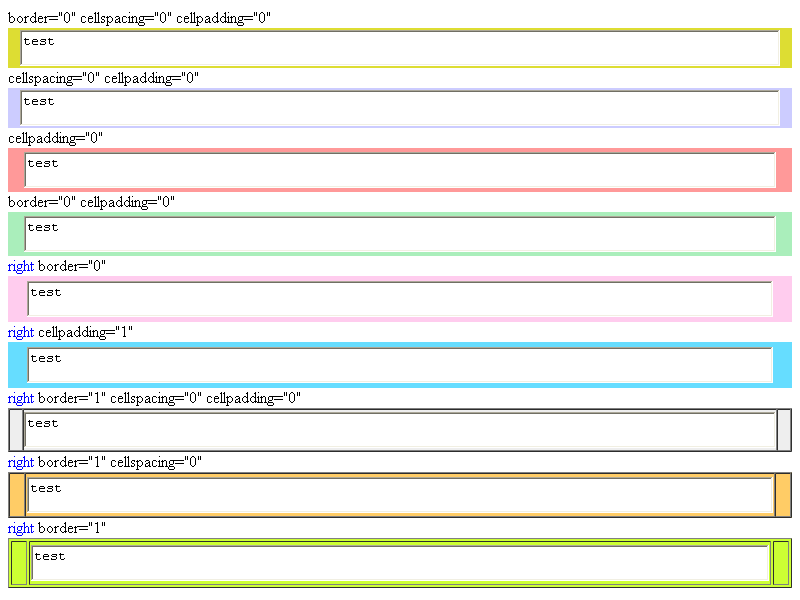 border="0" cellspacing="0" cellpadding="0"
test
cellspacing="0" cellpadding="0"
test
cellpadding="0"
test
border="0" cellpadding="0"
test
right border="0"
test
right cellpadding="1"
test
right border="1" cellspacing="0" cellpadding="0"
test
right border="1" cellspacing="0"
test
right border="1"
test